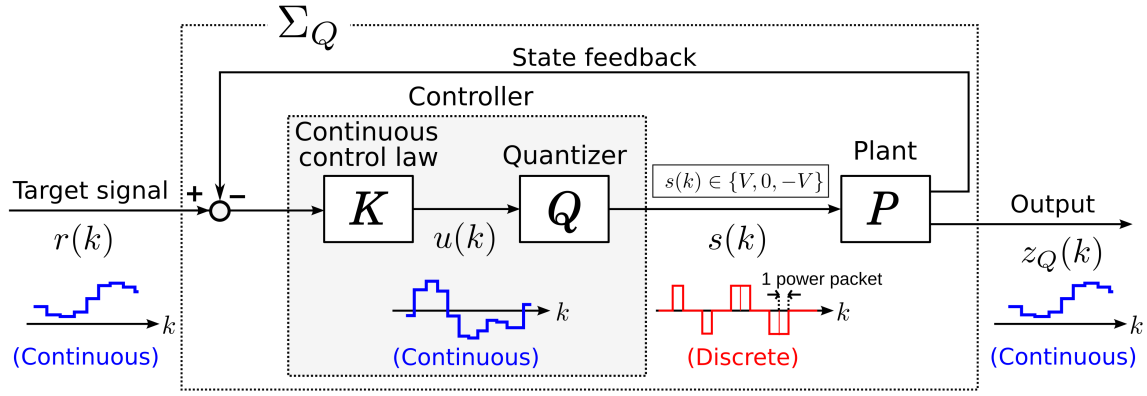 Σ_Q
State feedback
Controller
Continuous
control law
Quantizer
Plant
s(k) ∈ {V, 0, −V}
Target signal
+
−
K
Q
P
Output
r(k)
u(k)
s(k)
z_Q(k)
1 power packet
k
k
k
k
(Continuous)
(Continuous)
(Discrete)
(Continuous)